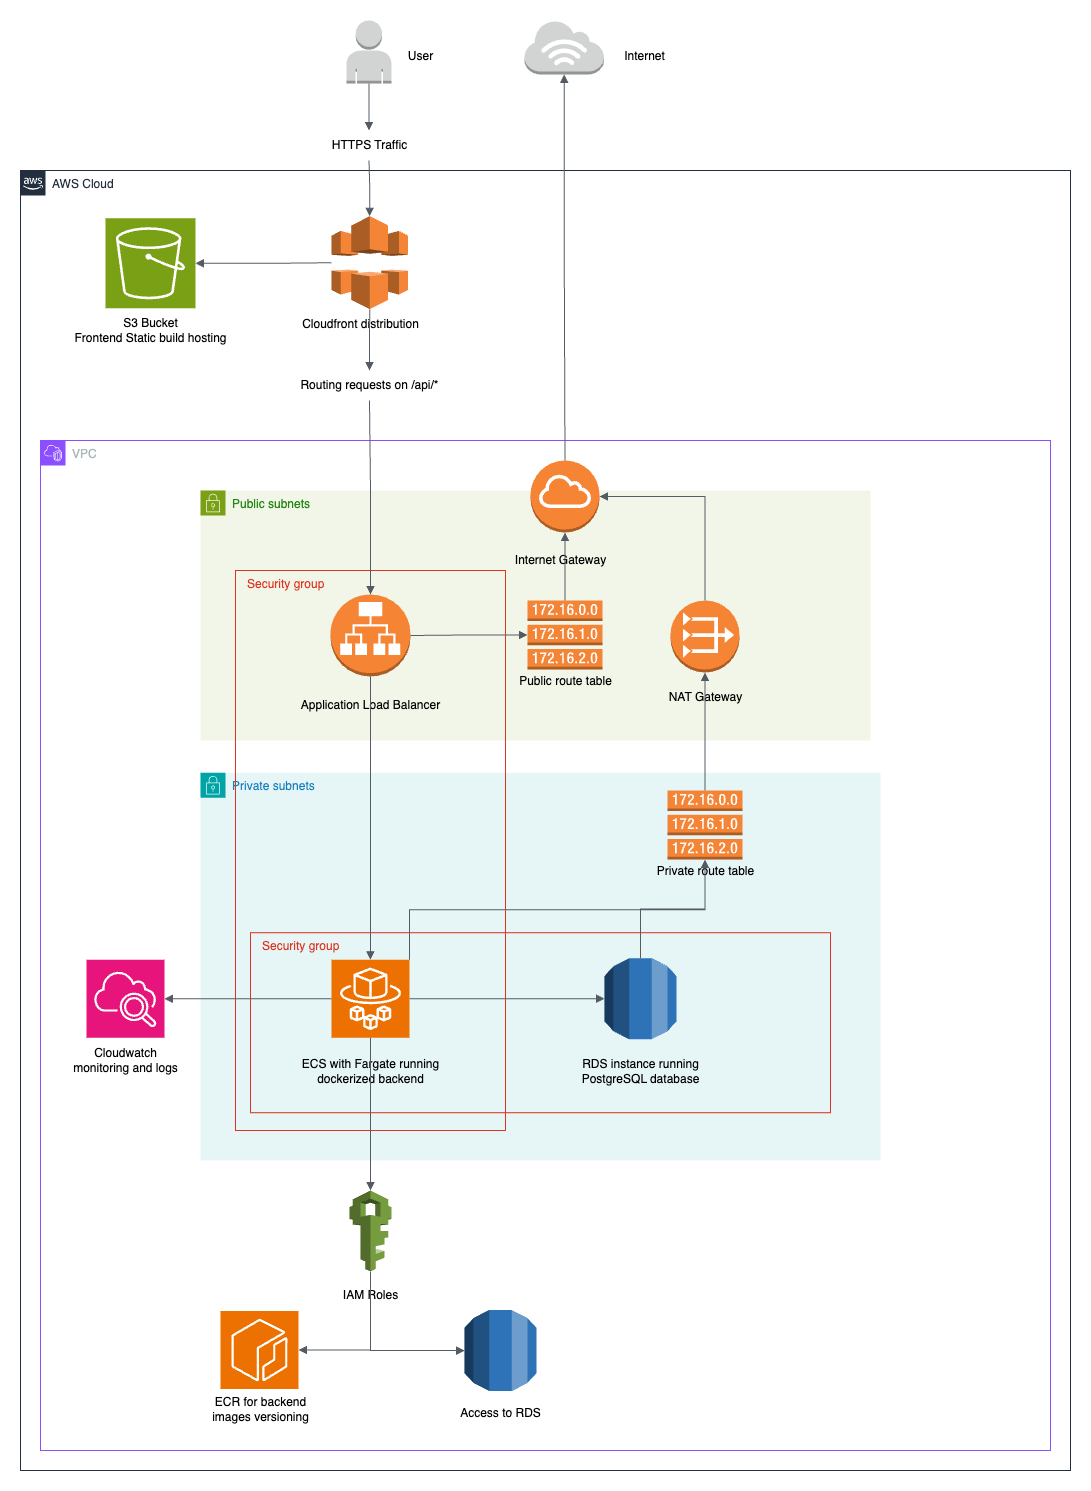 User
Internet
HTTPS Traffic
aws
AWS Cloud
S3 Bucket
Frontend Static build hosting
Cloudfront distribution
Routing requests on /api/*
VPC
Public subnets
Internet Gateway
Security group
172.16.0.0
172.16.1.0
172.16.2.0
Public route table
Application Load Balancer
NAT Gateway
Private subnets
172.16.0.0
172.16.1.0
172.16.2.0
Private route table
Security group
Cloudwatch
monitoring and logs
ECS with Fargate running
dockerized backend
RDS instance running
PostgreSQL database
IAM Roles
ECR for backend
images versioning
Access to RDS